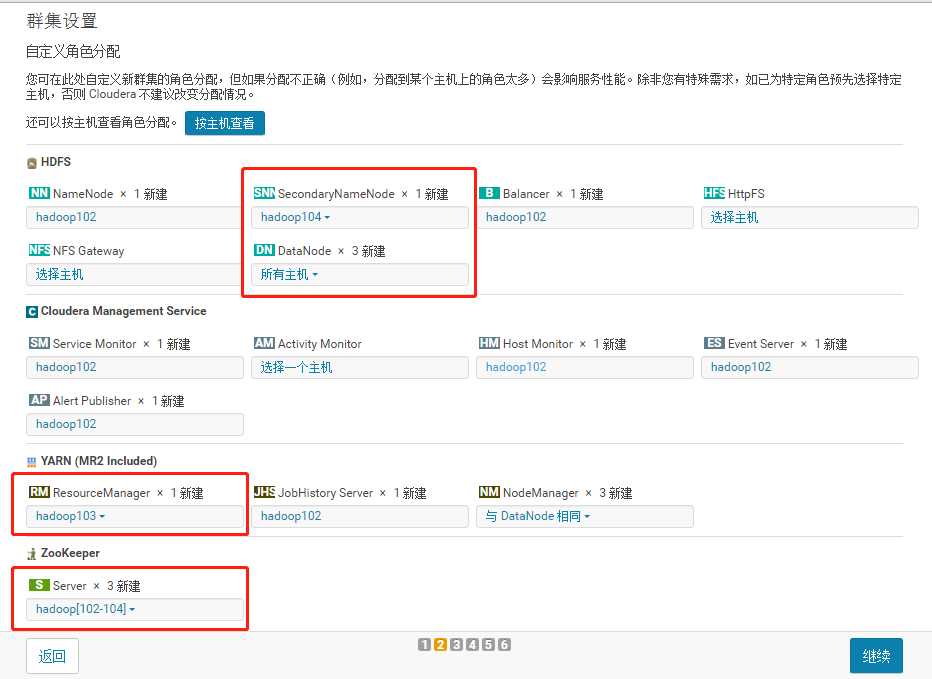 群集设置
自定义角色分配
您可在此处自定义新群集的角色分配，但如果分配不正确（例如，分配到某个主机上的角色太多）会影响服务性能。除非您有特殊需求，如已为特定角色预先选择特定
主机，否则 Cloudera 不建议改变分配情况。
还可以按主机查看角色分配。 按主机查看
HDFS
NN NameNode × 1 新建 SNN SecondaryNameNode × 1 新建 B Balancer × 1 新建 HFS HttpFS
hadoop102 hadoop104 hadoop102 选择主机
NFS NFS Gateway DN DataNode × 3 新建
选择主机 所有主机
C Cloudera Management Service
SM Service Monitor × 1 新建 AM Activity Monitor HM Host Monitor × 1 新建 ES Event Server × 1 新建
hadoop102 选择一个主机 hadoop102 hadoop102
AP Alert Publisher × 1 新建
hadoop102
YARN (MR2 Included)
RM ResourceManager × 1 新建 JHS JobHistory Server × 1 新建 NM NodeManager × 3 新建
hadoop103 hadoop102 与 DataNode 相同
ZooKeeper
S Server × 3 新建
hadoop[102-104]
返回 1 2 3 4 5 6 继续